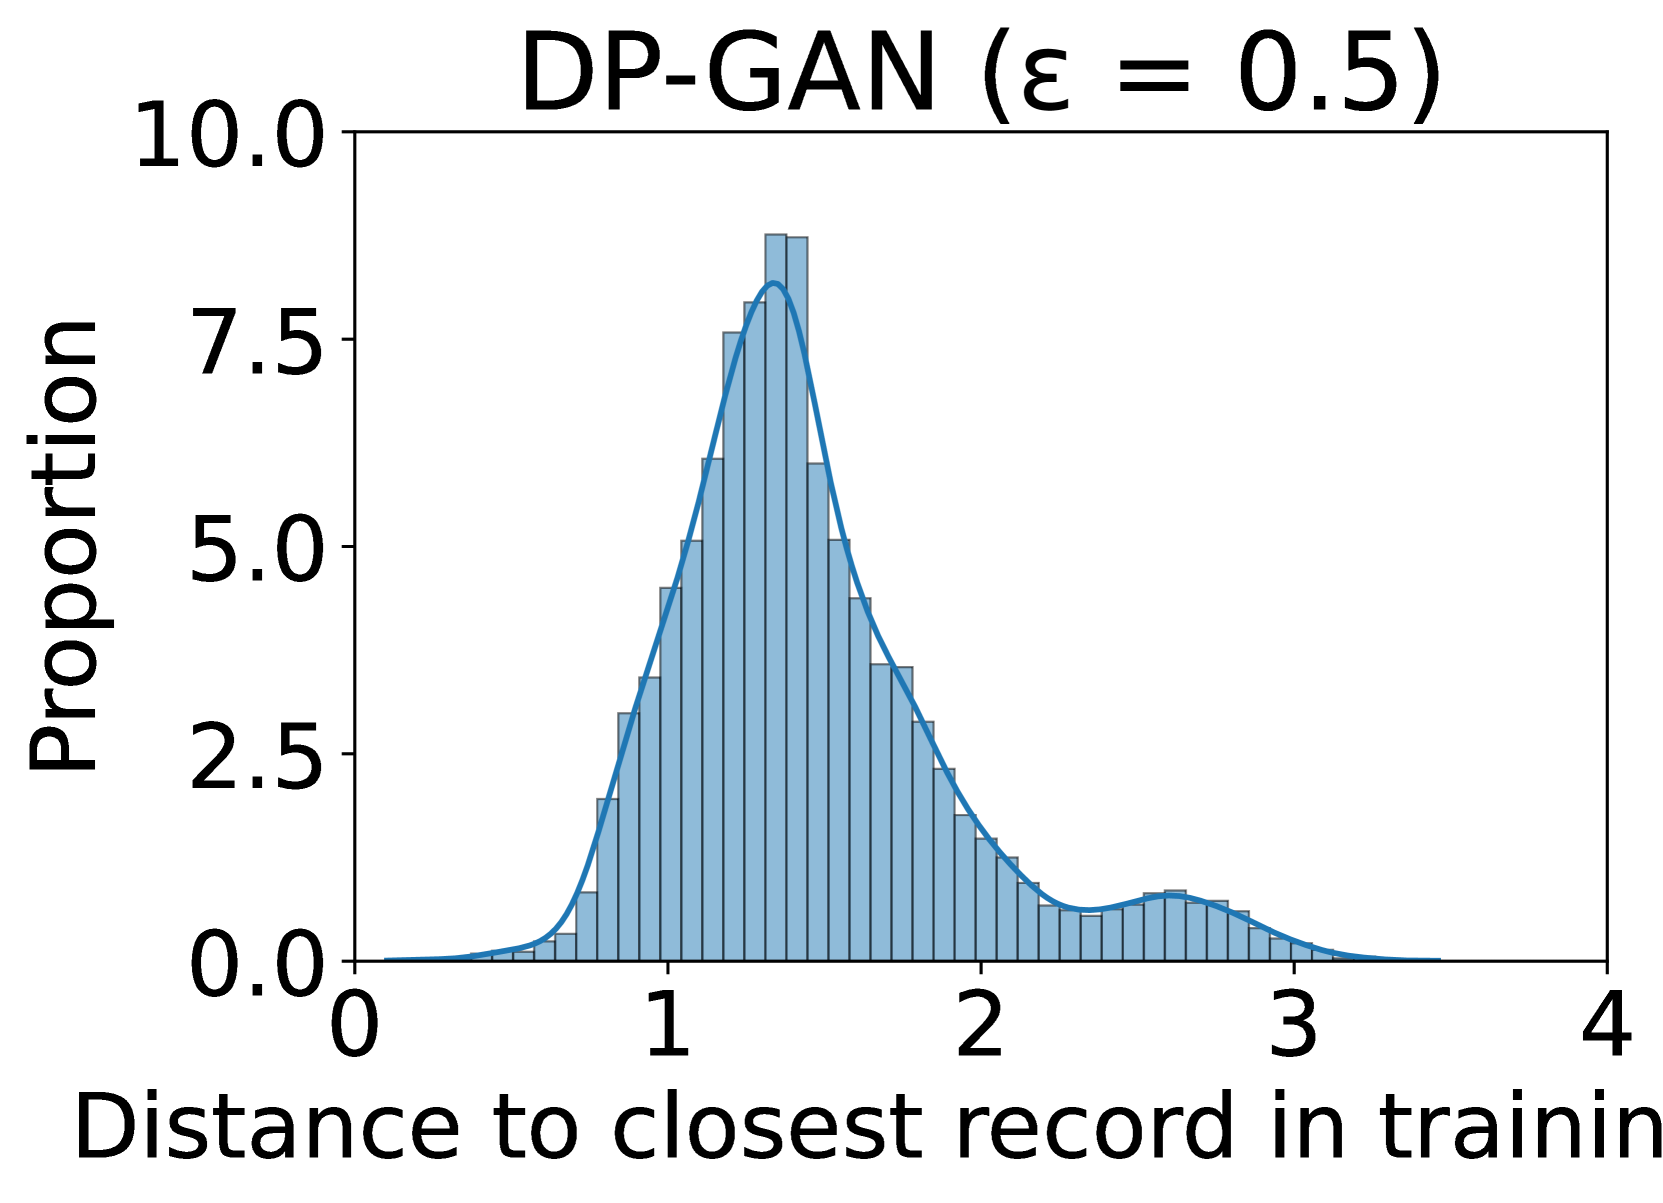 DP-GAN (ε = 0.5)
10.0
7.5
5.0
2.5
0.0
Proportion
0 1 2 3 4
Distance to closest record in trainin